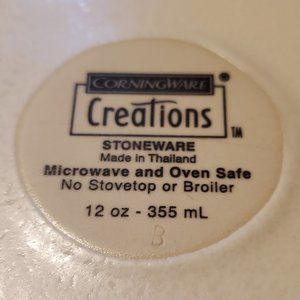 CORNINGWARE ®
Creations ™
STONEWARE
Made in Thailand
Microwave and Oven Safe
No Stovetop or Broiler
12 oz - 355 mL
B